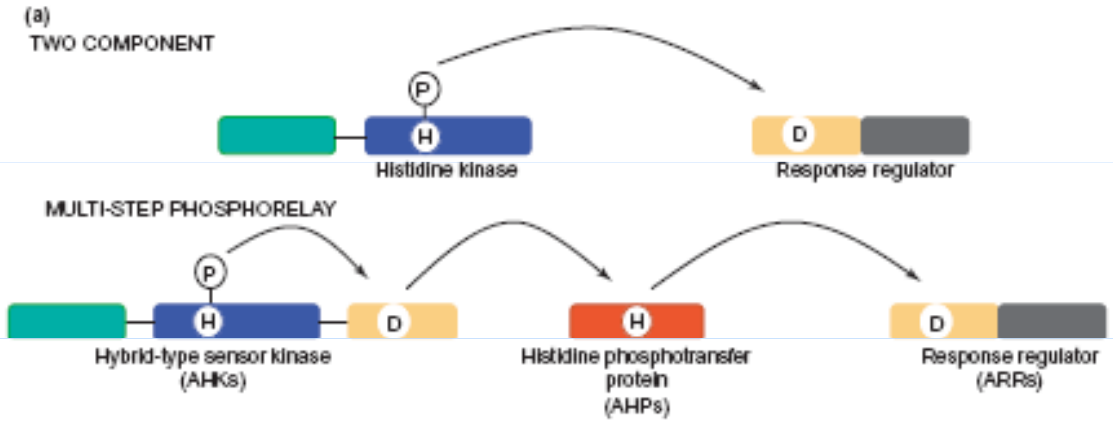 (a)
TWO COMPONENT
P
H
D
Histidine kinase
Response regulator
MULTI-STEP PHOSPHORELAY
P
H
D
H
D
Hybrid-type sensor kinase
(AHKs)
Histidine phosphotransfer
protein
(AHPs)
Response regulator
(ARRs)